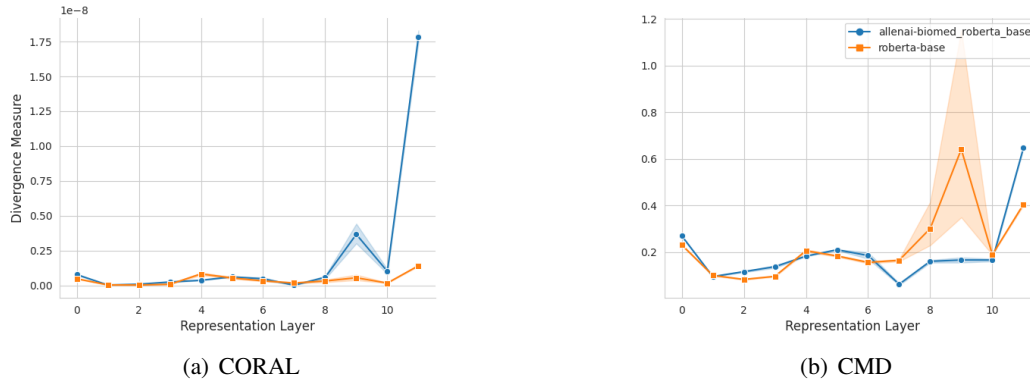 1e−8
1.75
1.50
1.25
1.00
0.75
0.50
0.25
0.00
Divergence Measure
0 2 4 6 8 10
Representation Layer
(a) CORAL
1.2
1.0
0.8
0.6
0.4
0.2
0.0
allenai-biomed_roberta_base
roberta-base
0 2 4 6 8 10
Representation Layer
(b) CMD